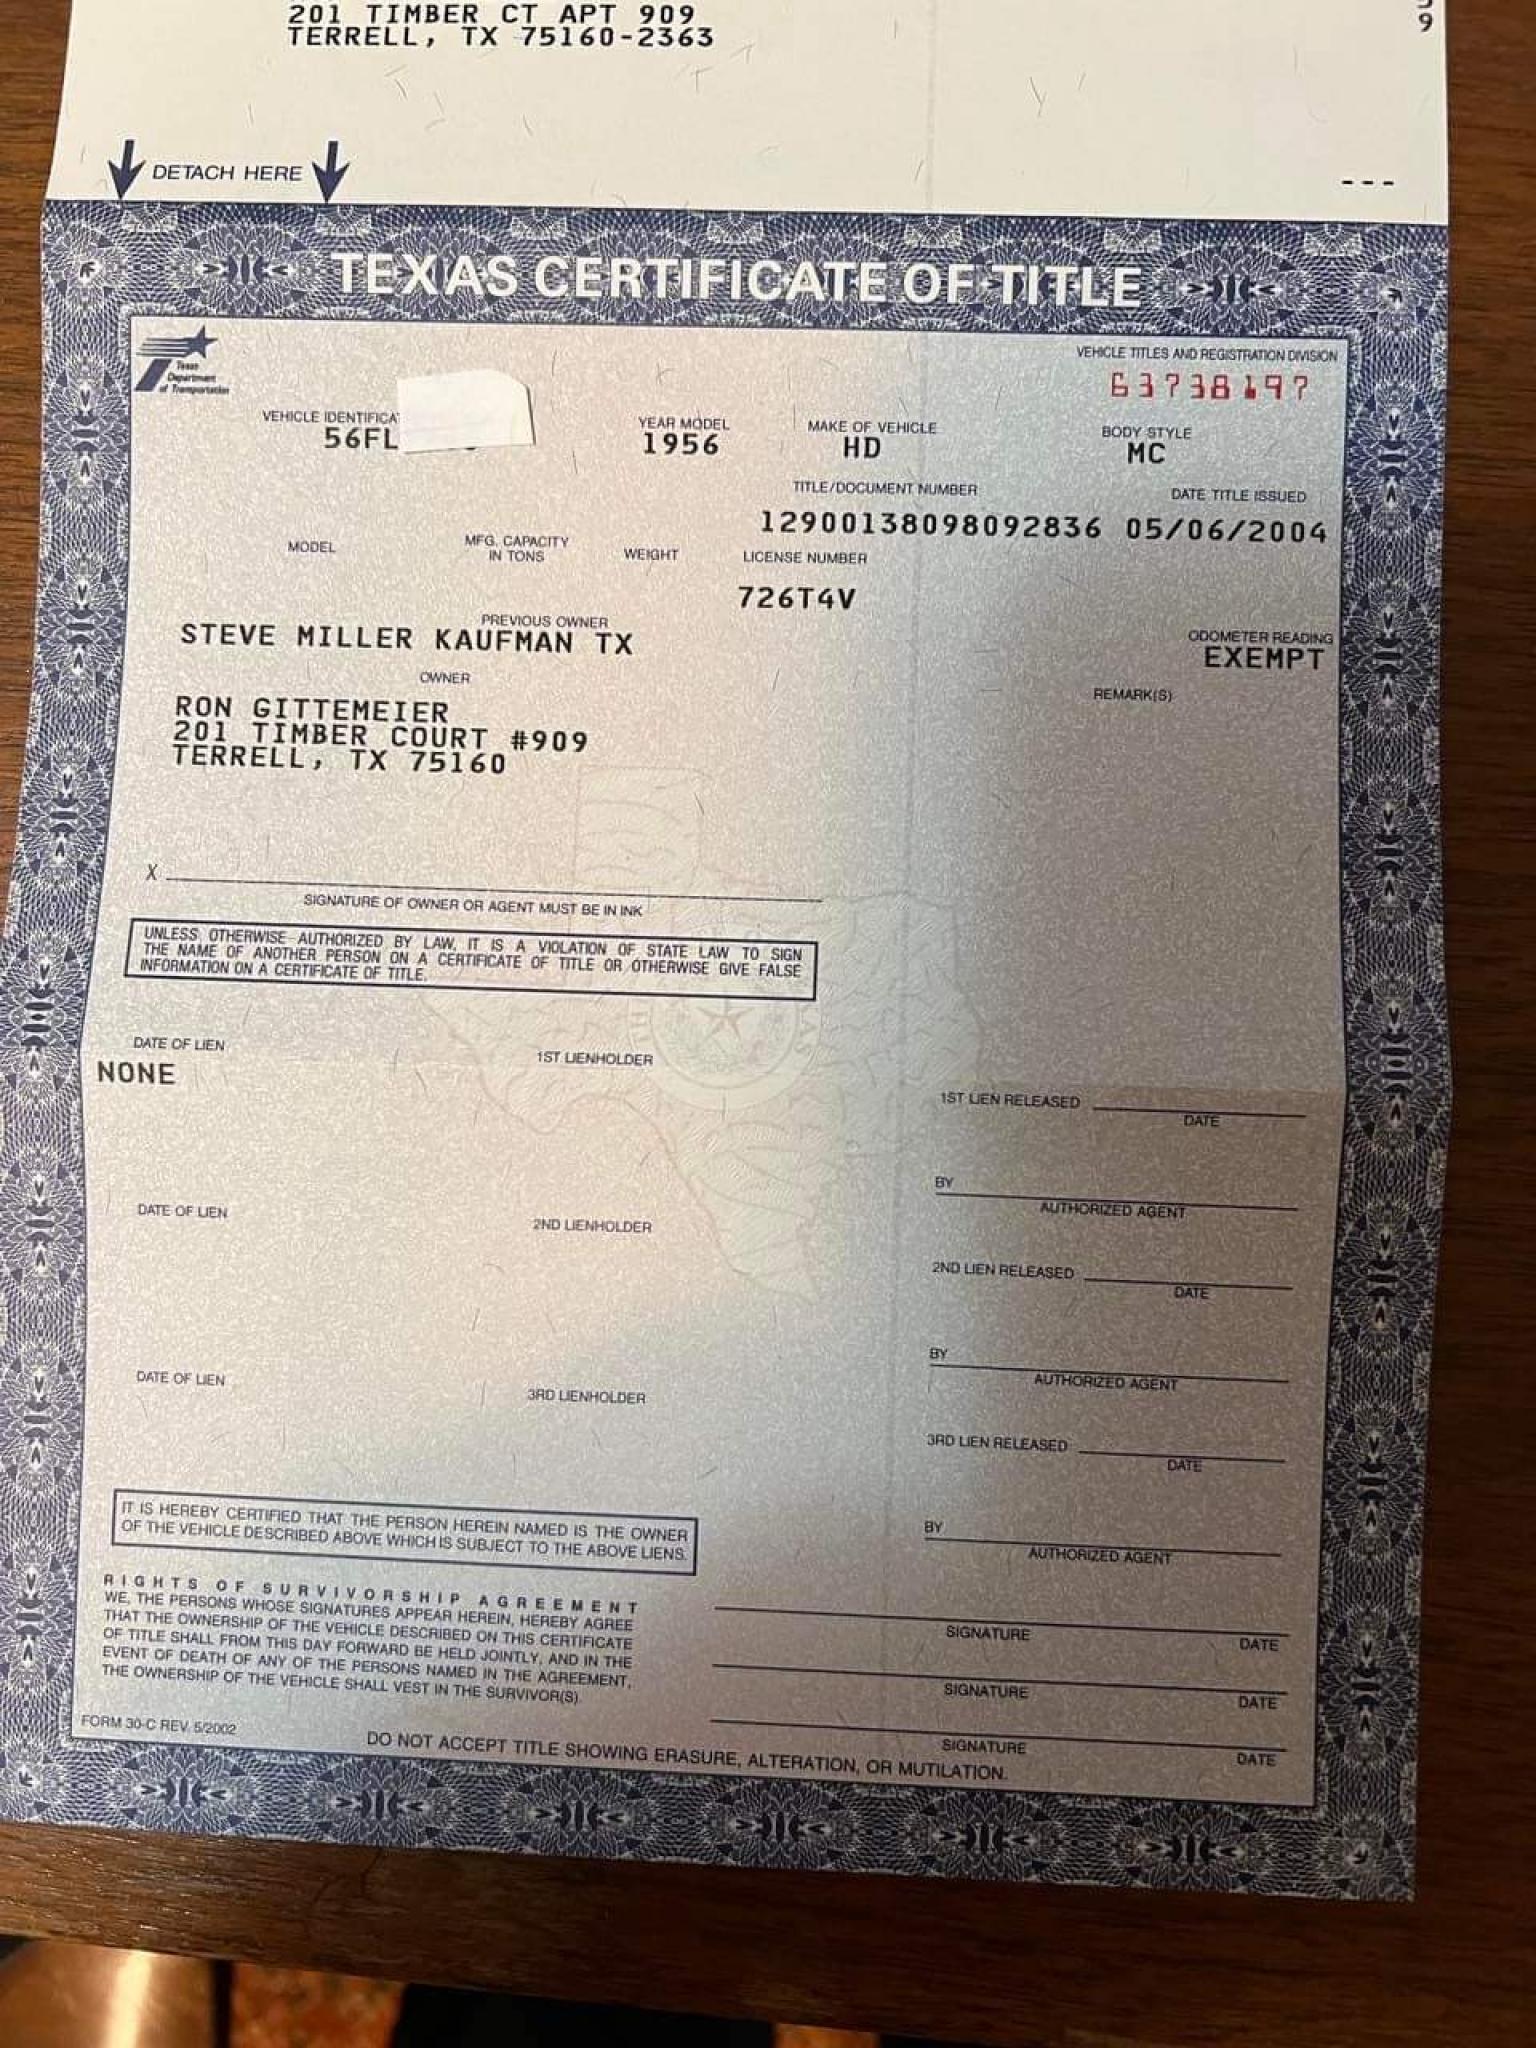 201 TIMBER CT APT 909
TERRELL, TX 75160-2363
9
DETACH HERE
---
TEXAS CERTIFICATE OF TITLE
Texas
Department
of Transportation
VEHICLE TITLES AND REGISTRATION DIVISION
63738197
VEHICLE IDENTIFICA
YEAR MODEL
MAKE OF VEHICLE
BODY STYLE
56FL
1956
HD
MC
TITLE/DOCUMENT NUMBER
DATE TITLE ISSUED
12900138098092836 05/06/2004
MODEL
MFG. CAPACITY
IN TONS
WEIGHT
LICENSE NUMBER
726T4V
PREVIOUS OWNER
STEVE MILLER KAUFMAN TX
ODOMETER READING
EXEMPT
OWNER
REMARK(S)
RON GITTEMEIER
201 TIMBER COURT #909
TERRELL, TX 75160
X
SIGNATURE OF OWNER OR AGENT MUST BE IN INK
UNLESS OTHERWISE AUTHORIZED BY LAW, IT IS A VIOLATION OF STATE LAW TO SIGN
THE NAME OF ANOTHER PERSON ON A CERTIFICATE OF TITLE OR OTHERWISE GIVE FALSE
INFORMATION ON A CERTIFICATE OF TITLE.
DATE OF LIEN
1ST LIENHOLDER
NONE
1ST LIEN RELEASED
DATE
BY
AUTHORIZED AGENT
DATE OF LIEN
2ND LIENHOLDER
2ND LIEN RELEASED
DATE
BY
AUTHORIZED AGENT
DATE OF LIEN
3RD LIENHOLDER
3RD LIEN RELEASED
DATE
BY
AUTHORIZED AGENT
IT IS HEREBY CERTIFIED THAT THE PERSON HEREIN NAMED IS THE OWNER
OF THE VEHICLE DESCRIBED ABOVE WHICH IS SUBJECT TO THE ABOVE LIENS.
RIGHTS OF SURVIVORSHIP AGREEMENT
WE, THE PERSONS WHOSE SIGNATURES APPEAR HEREIN, HEREBY AGREE
THAT THE OWNERSHIP OF THE VEHICLE DESCRIBED ON THIS CERTIFICATE
OF TITLE SHALL FROM THIS DAY FORWARD BE HELD JOINTLY, AND IN THE
EVENT OF DEATH OF ANY OF THE PERSONS NAMED IN THE AGREEMENT,
THE OWNERSHIP OF THE VEHICLE SHALL VEST IN THE SURVIVOR(S).
SIGNATURE
DATE
SIGNATURE
DATE
SIGNATURE
DATE
FORM 30-C REV. 5/2002
DO NOT ACCEPT TITLE SHOWING ERASURE, ALTERATION, OR MUTILATION.